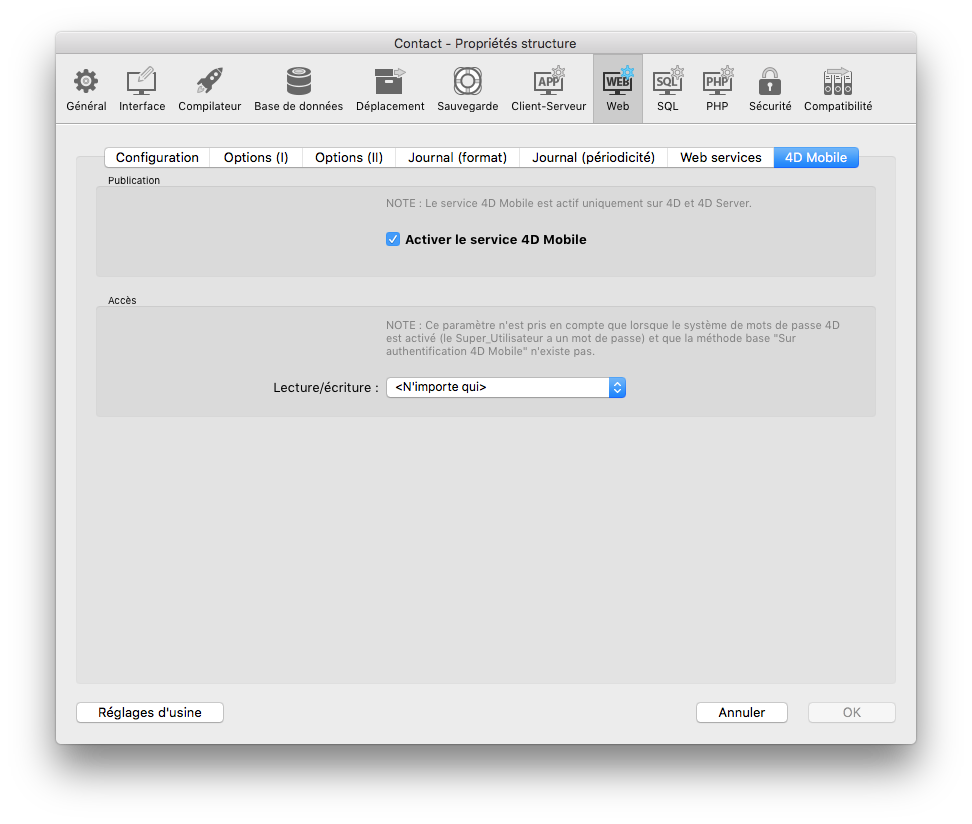 Contact - Propriétés structure
APP WEB SQL PHP
Général Interface Compilateur Base de données Déplacement Sauvegarde Client-Serveur Web SQL PHP Sécurité Compatibilité
Configuration Options (I) Options (II) Journal (format) Journal (périodicité) Web services 4D Mobile
Publication
NOTE : Le service 4D Mobile est actif uniquement sur 4D et 4D Server.
Activer le service 4D Mobile
Accès
NOTE : Ce paramètre n'est pris en compte que lorsque le système de mots de passe 4D
est activé (le Super_Utilisateur a un mot de passe) et que la méthode base "Sur
authentification 4D Mobile" n'existe pas.
Lecture/écriture : <N'importe qui>
Réglages d'usine Annuler OK